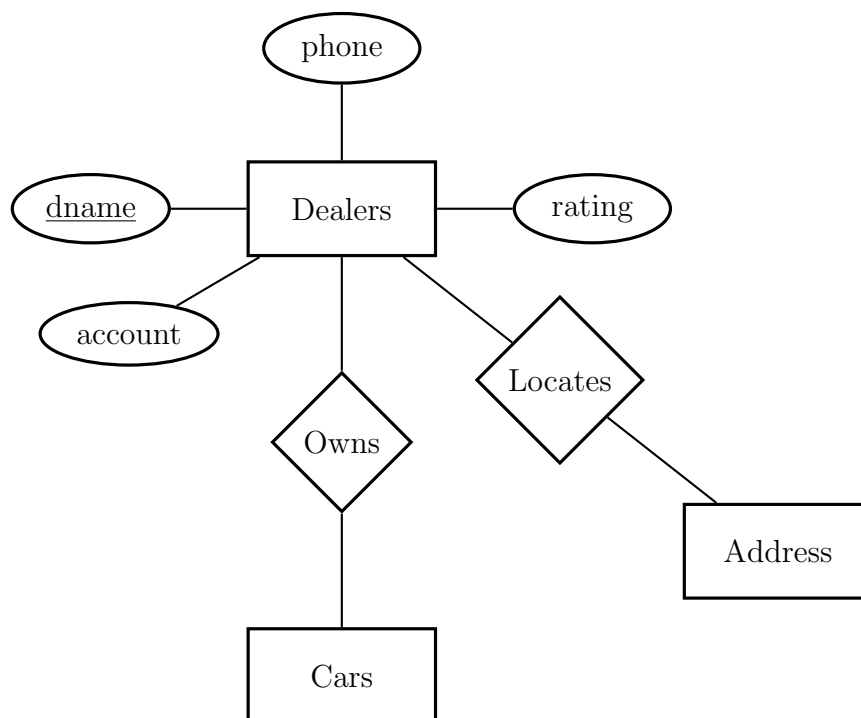 phone
dname
Dealers
rating
account
Locates
Owns
Address
Cars